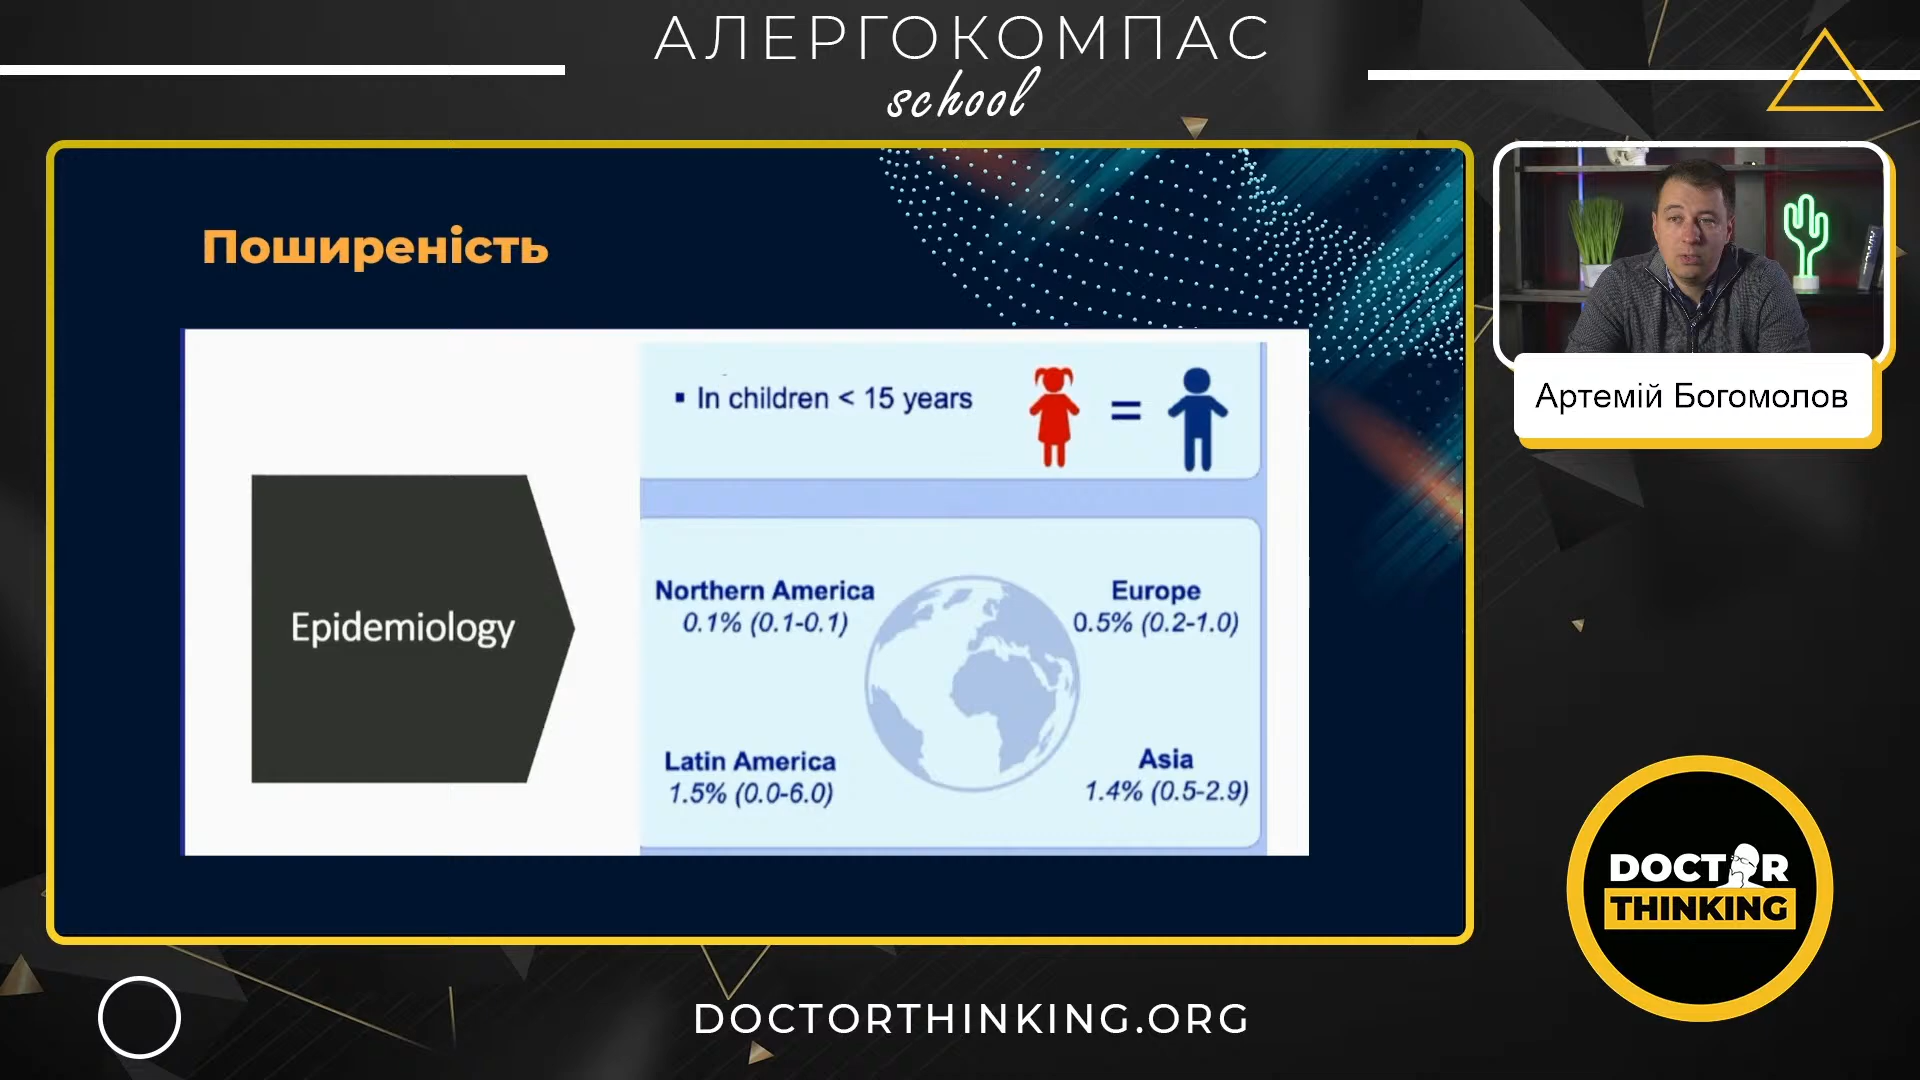 АЛЕРГОКОМПАС
school
Поширеність
▪ In children < 15 years
=
Epidemiology
Northern America
0.1% (0.1-0.1)
Europe
0.5% (0.2-1.0)
Latin America
1.5% (0.0-6.0)
Asia
1.4% (0.5-2.9)
Артемій Богомолов
DOCTOR
THINKING
DOCTORTHINKING.ORG